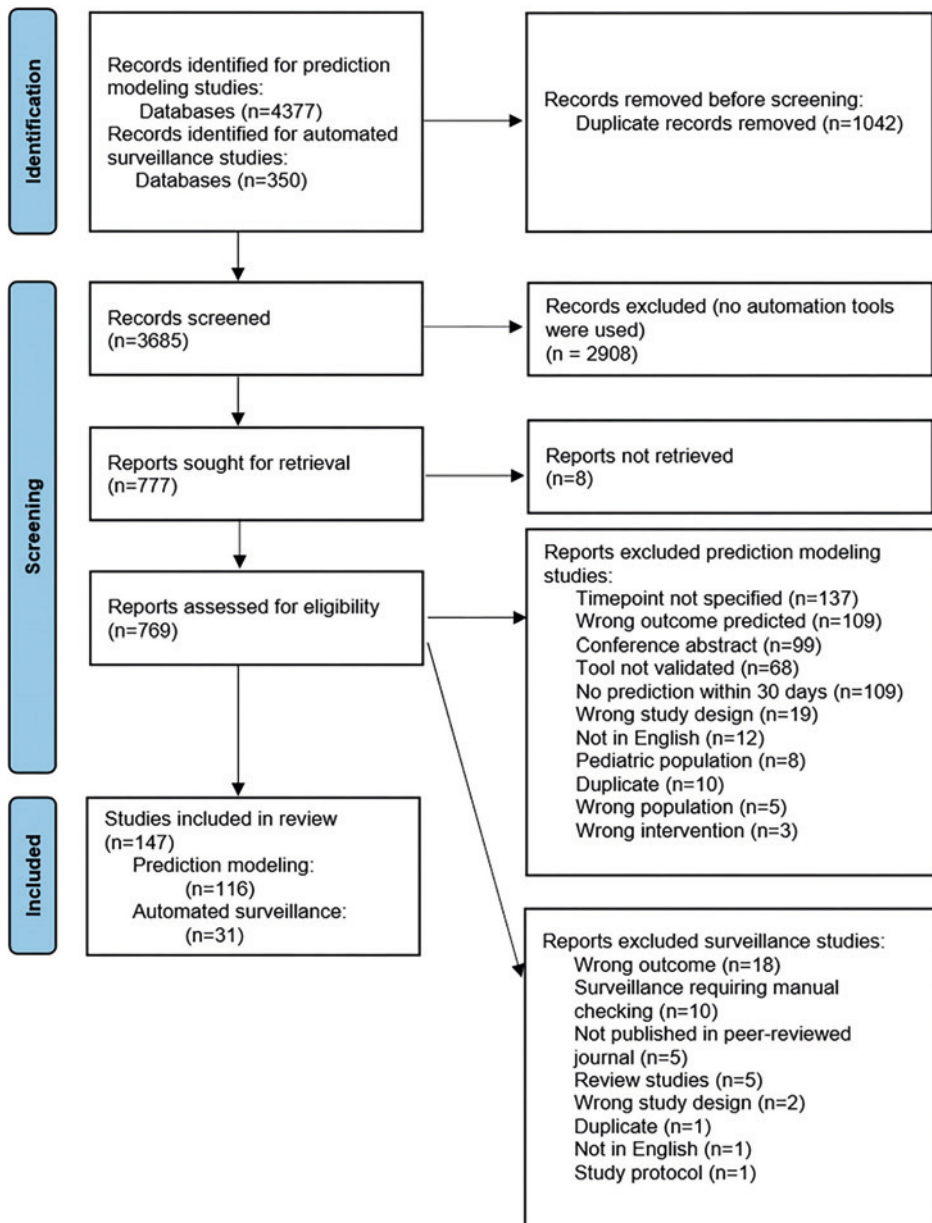 Identification
Records identified for prediction
modeling studies:
Databases (n=4377)
Records identified for automated
surveillance studies:
Databases (n=350)
Records removed before screening:
Duplicate records removed (n=1042)
Screening
Records screened
(n=3685)
Records excluded (no automation tools
were used)
(n = 2908)
Reports sought for retrieval
(n=777)
Reports not retrieved
(n=8)
Reports assessed for eligibility
(n=769)
Reports excluded prediction modeling
studies:
Timepoint not specified (n=137)
Wrong outcome predicted (n=109)
Conference abstract (n=99)
Tool not validated (n=68)
No prediction within 30 days (n=109)
Wrong study design (n=19)
Not in English (n=12)
Pediatric population (n=8)
Duplicate (n=10)
Wrong population (n=5)
Wrong intervention (n=3)
Included
Studies included in review
(n=147)
Prediction modeling:
(n=116)
Automated surveillance:
(n=31)
Reports excluded surveillance studies:
Wrong outcome (n=18)
Surveillance requiring manual
checking (n=10)
Not published in peer-reviewed
journal (n=5)
Review studies (n=5)
Wrong study design (n=2)
Duplicate (n=1)
Not in English (n=1)
Study protocol (n=1)